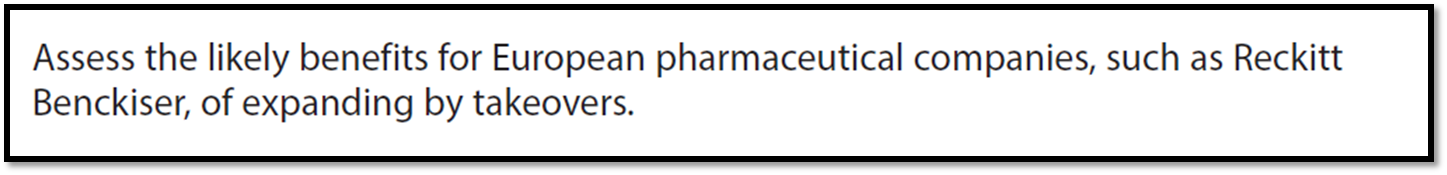 Assess the likely benefits for European pharmaceutical companies, such as Reckitt
Benckiser, of expanding by takeovers.